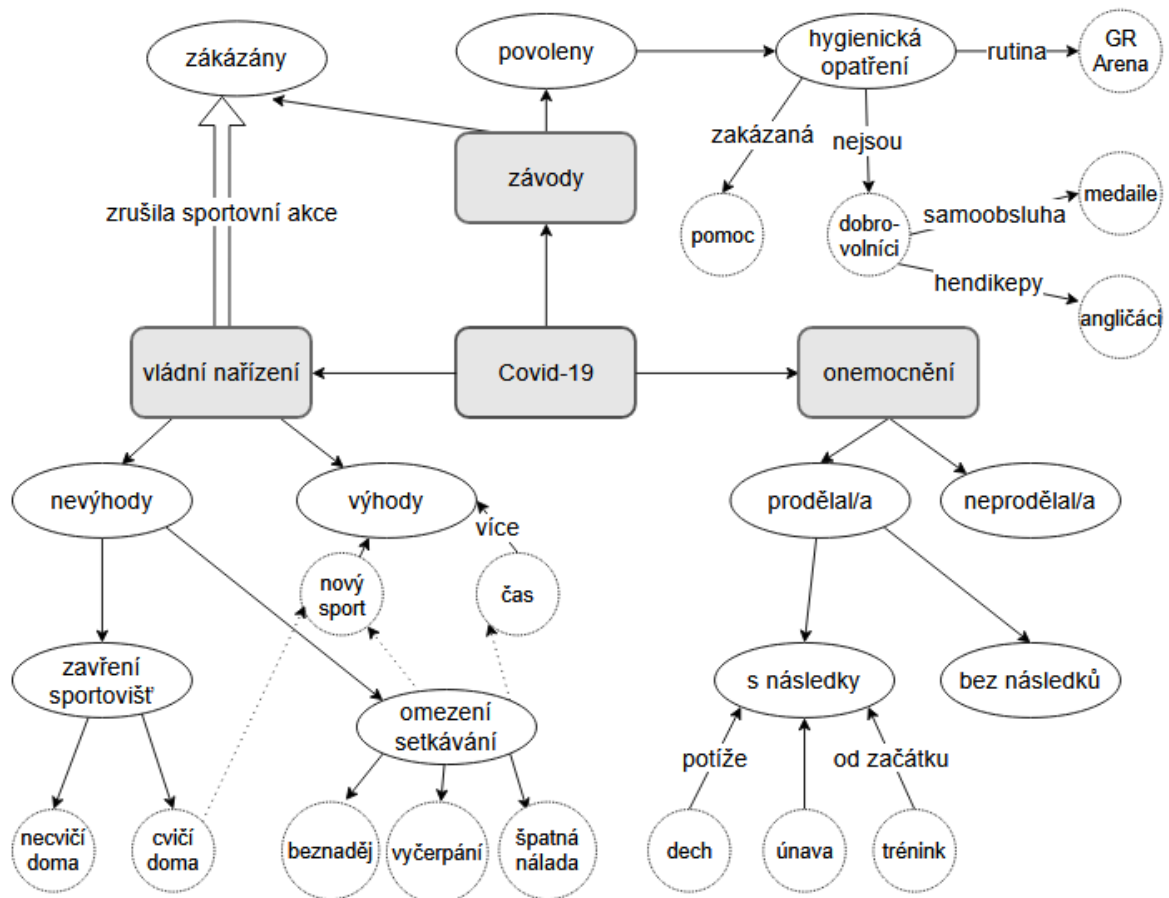 zákázány
povoleny
hygienická
opatření
rutina
GR
Arena
zakázaná
nejsou
závody
zrušila sportovní akce
pomoc
dobro-
volníci
samoobsluha
medaile
hendikepy
angličáci
vládní nařízení
Covid-19
onemocnění
nevýhody
výhody
více
prodělal/a
neprodělal/a
nový
sport
čas
zavření
sportovišť
omezení
setkávání
s následky
bez následků
potíže
od začátku
necvičí
doma
cvičí
doma
beznaděj
vyčerpání
špatná
nálada
dech
únava
trénink